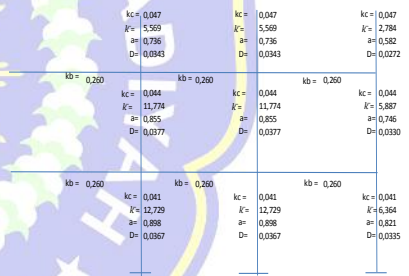 kc = 0,047 kc = 0,047 kc = 0,047
k̄ = 5,569 k̄ = 5,569 k̄ = 2,784
a= 0,736 a= 0,736 a= 0,582
D= 0,0343 D= 0,0343 D= 0,0272
kb = 0,260 kb = 0,260 kb = 0,260
kc = 0,044 kc = 0,044 kc = 0,044
k̄ = 11,774 k̄ = 11,774 k̄ = 5,887
a= 0,855 a= 0,855 a= 0,746
D= 0,0377 D= 0,0377 D= 0,0330
kb = 0,260 kb = 0,260 kb = 0,260
kc = 0,041 kc = 0,041 kc = 0,041
k̄ = 12,729 k̄ = 12,729 k̄ = 6,364
a= 0,898 a= 0,898 a= 0,821
D= 0,0367 D= 0,0367 D= 0,0335